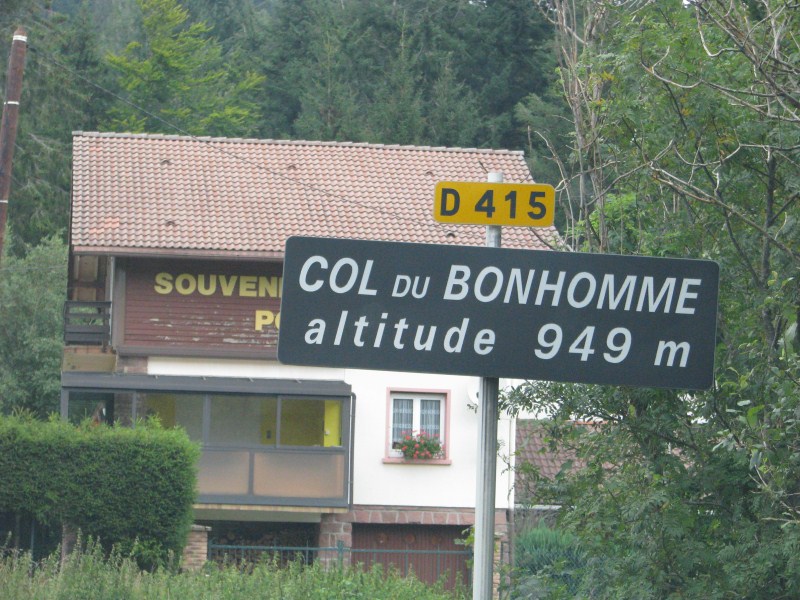 D 415
COL DU BONHOMME
altitude 949 m